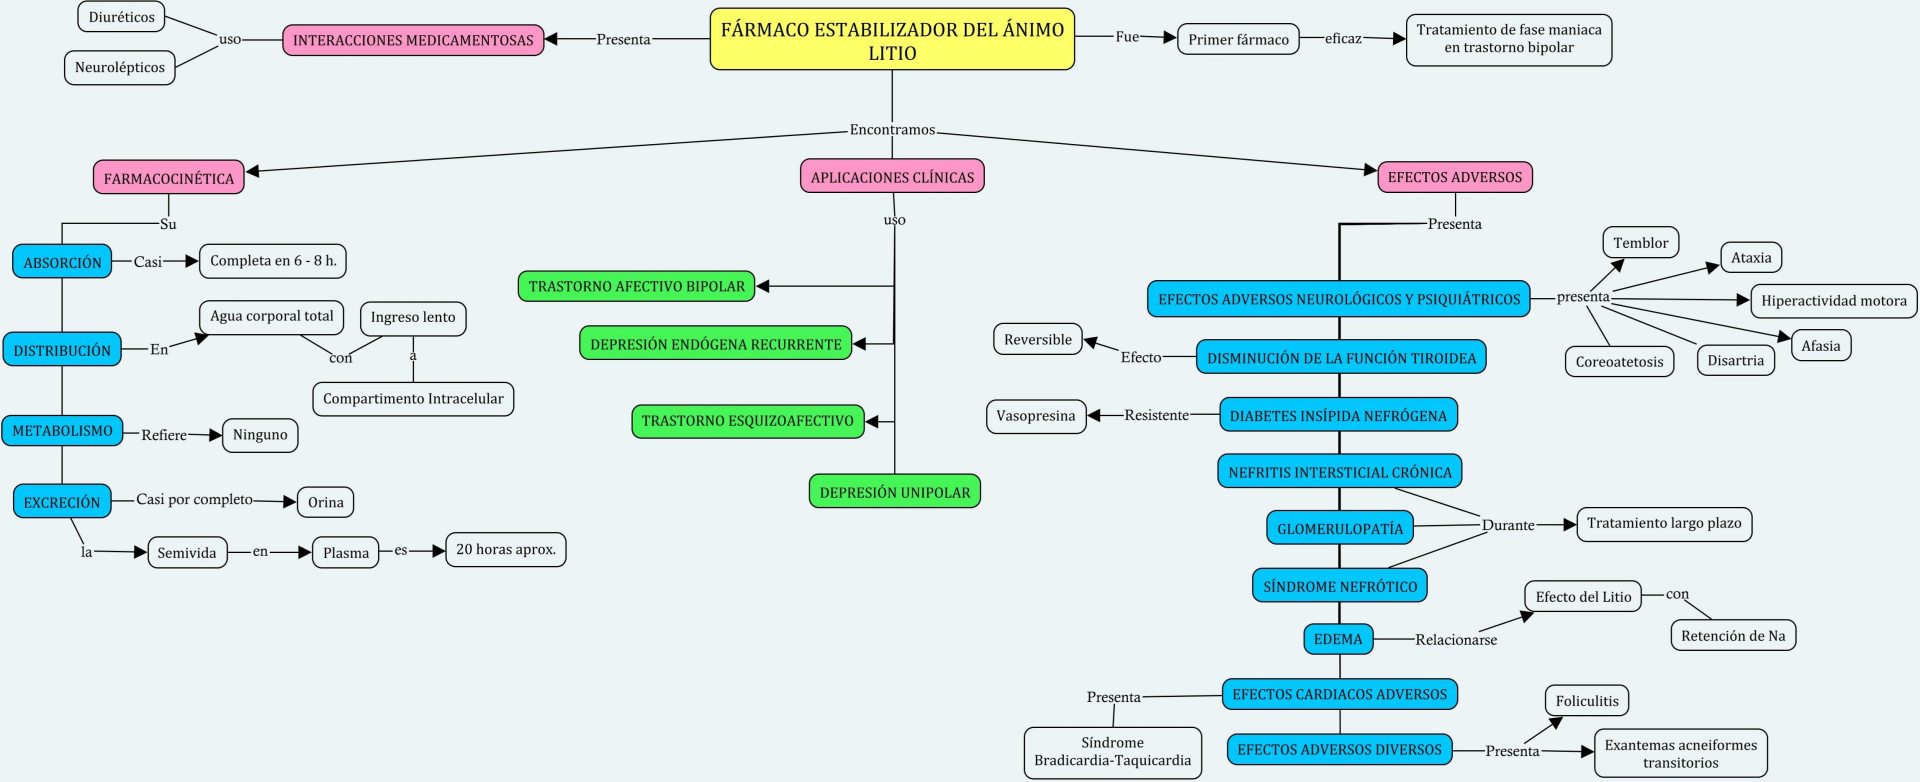 FÁRMACO ESTABILIZADOR DEL ÁNIMO
LITIO
Presenta
INTERACCIONES MEDICAMENTOSAS
uso
Diuréticos
Neurolépticos
Fue
Primer fármaco
eficaz
Tratamiento de fase maniaca
en trastorno bipolar
Encontramos
FARMACOCINÉTICA
Su
ABSORCIÓN
Casi
Completa en 6 - 8 h.
DISTRIBUCIÓN
En
Agua corporal total
con
Ingreso lento
a
Compartimento Intracelular
METABOLISMO
Refiere
Ninguno
EXCRECIÓN
Casi por completo
Orina
la
Semivida
en
Plasma
es
20 horas aprox.
APLICACIONES CLÍNICAS
uso
TRASTORNO AFECTIVO BIPOLAR
DEPRESIÓN ENDÓGENA RECURRENTE
TRASTORNO ESQUIZOAFECTIVO
DEPRESIÓN UNIPOLAR
EFECTOS ADVERSOS
Presenta
EFECTOS ADVERSOS NEUROLÓGICOS Y PSIQUIÁTRICOS
presenta
Temblor
Ataxia
Hiperactividad motora
Afasia
Disartria
Coreoatetosis
DISMINUCIÓN DE LA FUNCIÓN TIROIDEA
Efecto
Reversible
DIABETES INSÍPIDA NEFRÓGENA
Resistente
Vasopresina
NEFRITIS INTERSTICIAL CRÓNICA
GLOMERULOPATÍA
SÍNDROME NEFRÓTICO
Durante
Tratamiento largo plazo
EDEMA
Relacionarse
Efecto del Litio
con
Retención de Na
EFECTOS CARDIACOS ADVERSOS
Presenta
Síndrome
Bradicardia-Taquicardia
EFECTOS ADVERSOS DIVERSOS
Presenta
Foliculitis
Exantemas acneiformes
transitorios